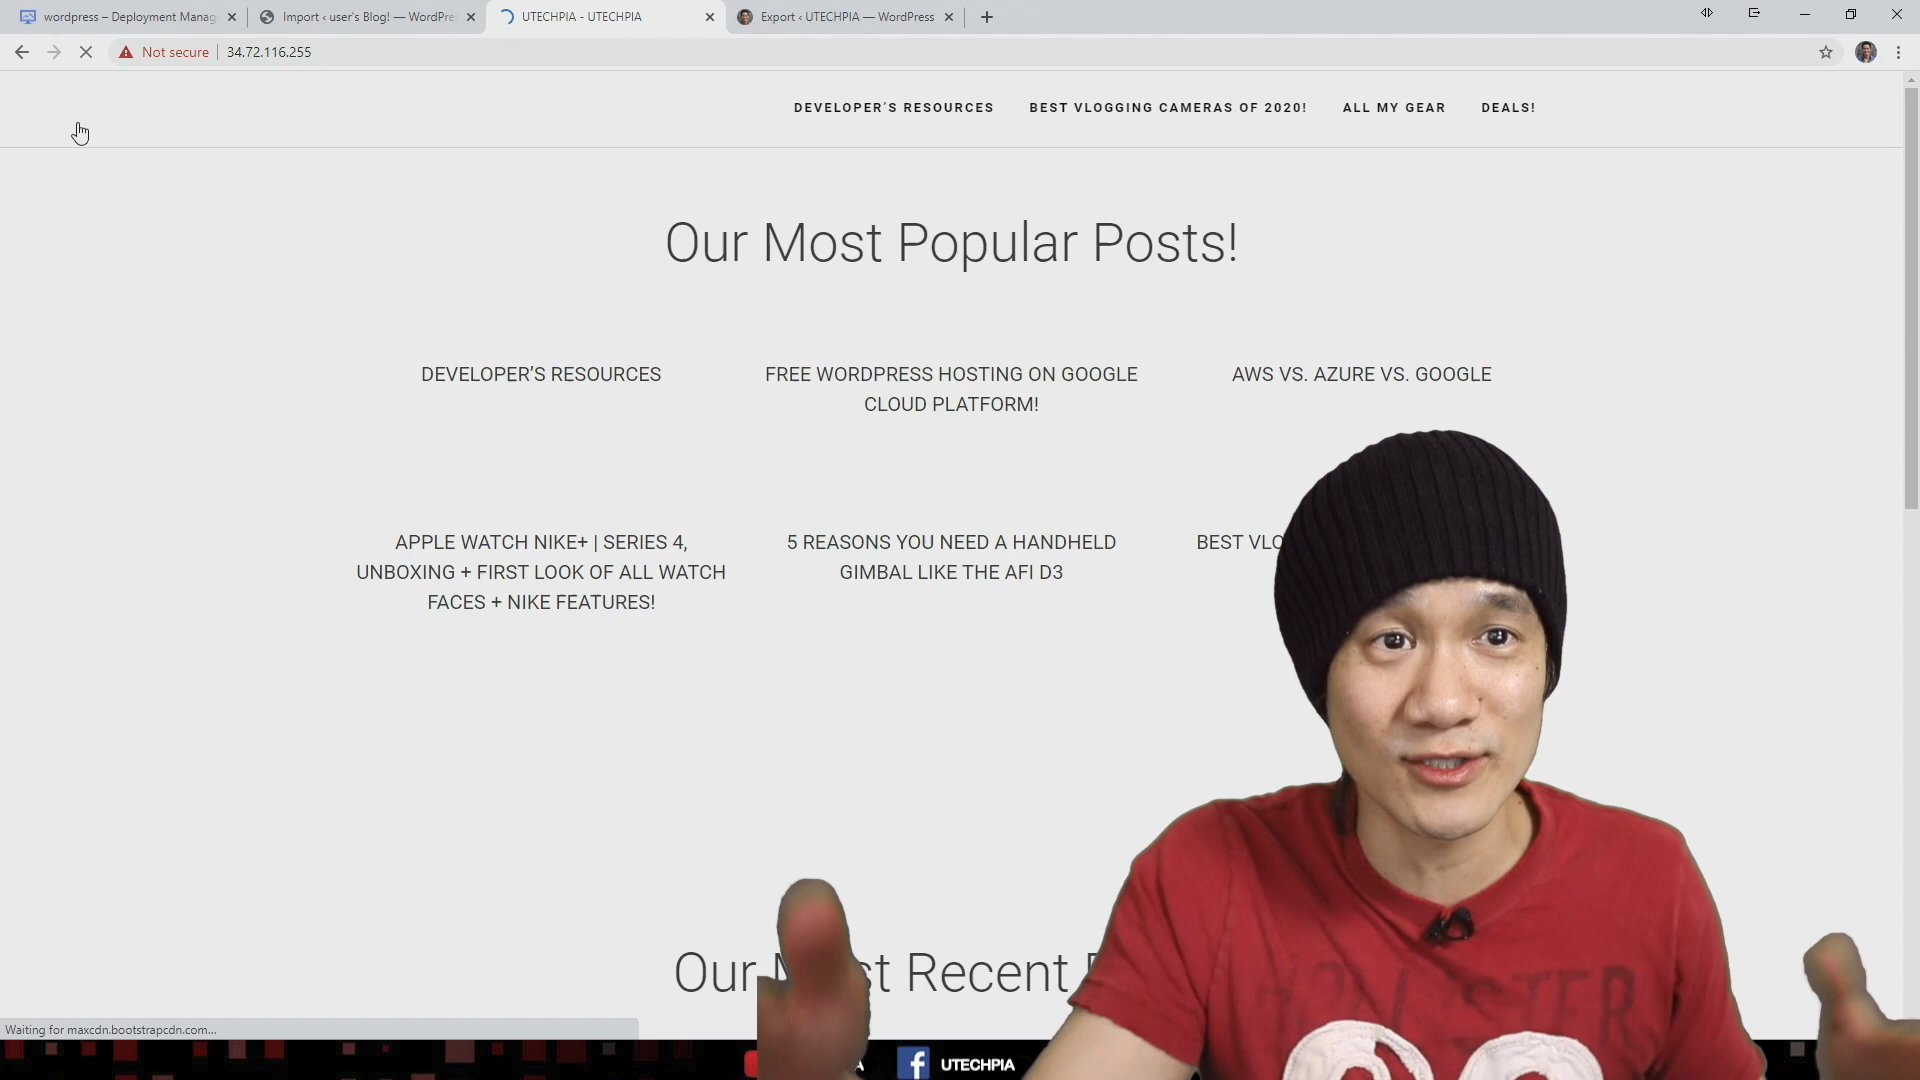 wordpress – Deployment Manag
Import ‹ user's Blog! — WordPre
UTECHPIA - UTECHPIA
Export ‹ UTECHPIA — WordPress
Not secure
34.72.116.255
DEVELOPER'S RESOURCES
BEST VLOGGING CAMERAS OF 2020!
ALL MY GEAR
DEALS!
Our Most Popular Posts!
DEVELOPER'S RESOURCES
FREE WORDPRESS HOSTING ON GOOGLE
CLOUD PLATFORM!
AWS VS. AZURE VS. GOOGLE
APPLE WATCH NIKE+ | SERIES 4,
UNBOXING + FIRST LOOK OF ALL WATCH
FACES + NIKE FEATURES!
5 REASONS YOU NEED A HANDHELD
GIMBAL LIKE THE AFI D3
BEST
Our
Recent
Waiting for maxcdn.bootstrapcdn.com...
f UTECHPIA